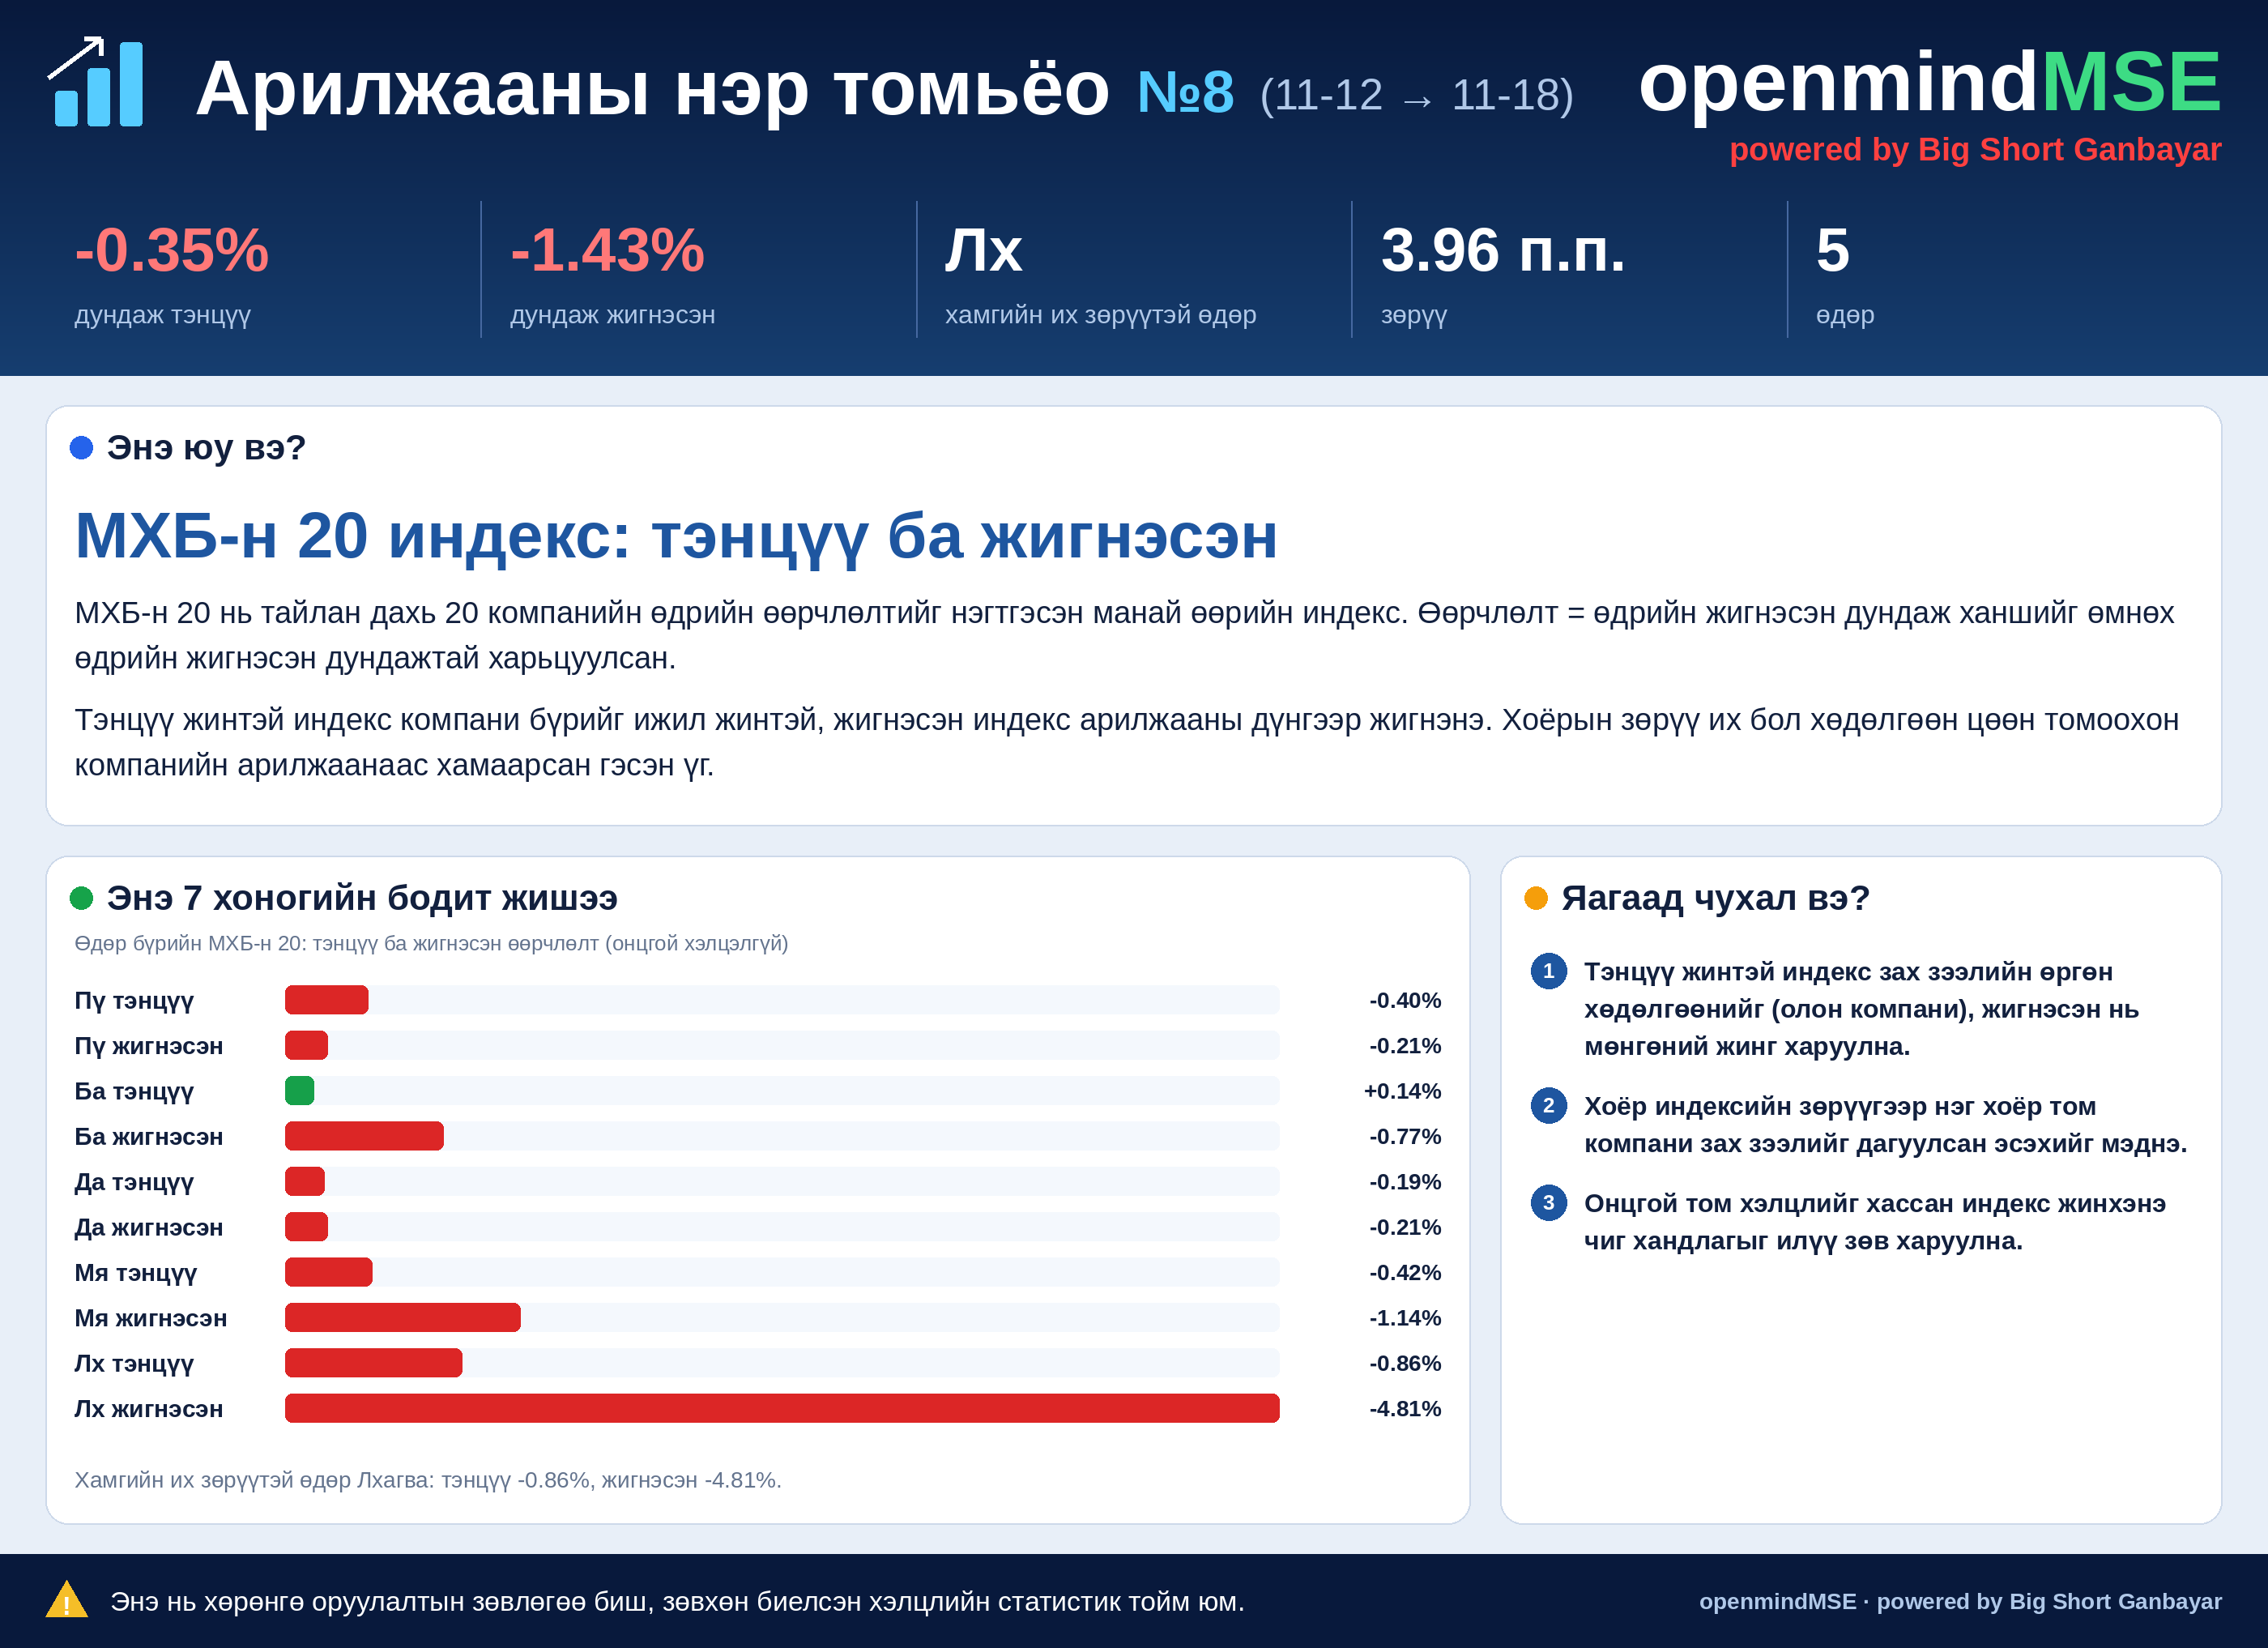 Арилжааны нэр томьёо №8 (11-12 → 11-18)
openmindMSE
powered by Big Short Ganbayar
-0.35%
дундаж тэнцүү
-1.43%
дундаж жигнэсэн
Лх
хамгийн их зөрүүтэй өдөр
3.96 п.п.
зөрүү
5
өдөр
Энэ юу вэ?
МХБ-н 20 индекс: тэнцүү ба жигнэсэн
МХБ-н 20 нь тайлан дахь 20 компанийн өдрийн өөрчлөлтийг нэгтгэсэн манай өөрийн индекс. Өөрчлөлт = өдрийн жигнэсэн дундаж ханшийг өмнөх
өдрийн жигнэсэн дундажтай харьцуулсан.
Тэнцүү жинтэй индекс компани бүрийг ижил жинтэй, жигнэсэн индекс арилжааны дүнгээр жигнэнэ. Хоёрын зөрүү их бол хөдөлгөөн цөөн томоохон
компанийн арилжаанаас хамаарсан гэсэн үг.
Энэ 7 хоногийн бодит жишээ
Өдөр бүрийн МХБ-н 20: тэнцүү ба жигнэсэн өөрчлөлт (онцгой хэлцэлгүй)
Пү тэнцүү -0.40%
Пү жигнэсэн -0.21%
Ба тэнцүү +0.14%
Ба жигнэсэн -0.77%
Да тэнцүү -0.19%
Да жигнэсэн -0.21%
Мя тэнцүү -0.42%
Мя жигнэсэн -1.14%
Лх тэнцүү -0.86%
Лх жигнэсэн -4.81%
Хамгийн их зөрүүтэй өдөр Лхагва: тэнцүү -0.86%, жигнэсэн -4.81%.
Яагаад чухал вэ?
1 Тэнцүү жинтэй индекс зах зээлийн өргөн
хөдөлгөөнийг (олон компани), жигнэсэн нь
мөнгөний жинг харуулна.
2 Хоёр индексийн зөрүүгээр нэг хоёр том
компани зах зээлийг дагуулсан эсэхийг мэднэ.
3 Онцгой том хэлцлийг хассан индекс жинхэнэ
чиг хандлагыг илүү зөв харуулна.
! Энэ нь хөрөнгө оруулалтын зөвлөгөө биш, зөвхөн биелсэн хэлцлийн статистик тойм юм.
openmindMSE · powered by Big Short Ganbayar